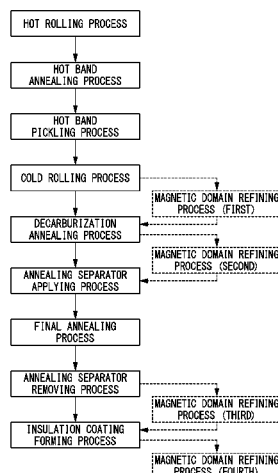 HOT ROLLING PROCESS
HOT BAND
ANNEALING PROCESS
HOT BAND
PICKLING PROCESS
COLD ROLLING PROCESS
MAGNETIC DOMAIN REFINING
PROCESS (FIRST)
DECARBURIZATION
ANNEALING PROCESS
MAGNETIC DOMAIN REFINING
PROCESS (SECOND)
ANNEALING SEPARATOR
APPLYING PROCESS
FINAL ANNEALING
PROCESS
ANNEALING SEPARATOR
REMOVING PROCESS
MAGNETIC DOMAIN REFINING
PROCESS (THIRD)
INSULATION COATING
FORMING PROCESS
MAGNETIC DOMAIN REFINING
PROCESS (FOURTH)